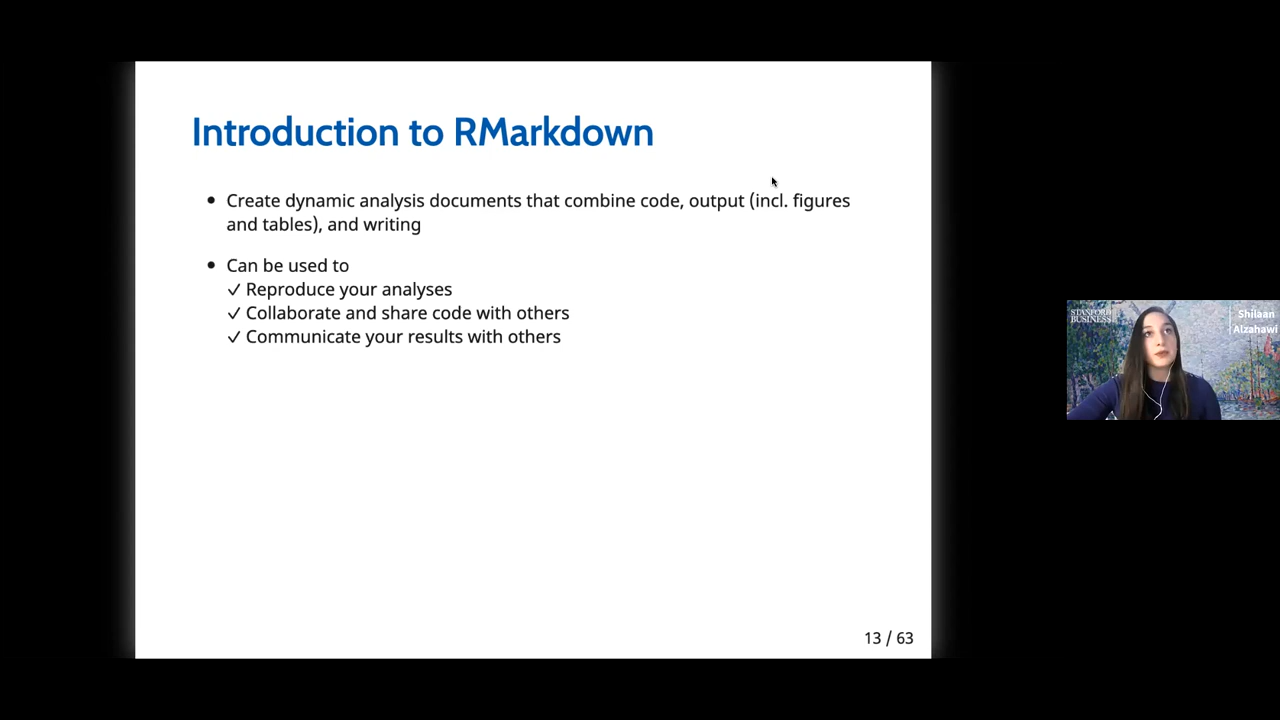 Introduction to RMarkdown
• Create dynamic analysis documents that combine code, output (incl. figures
and tables), and writing
• Can be used to
✓ Reproduce your analyses
✓ Collaborate and share code with others
✓ Communicate your results with others
13 / 63
STANFORD
BUSINESS
Shilaan
Alzahawi